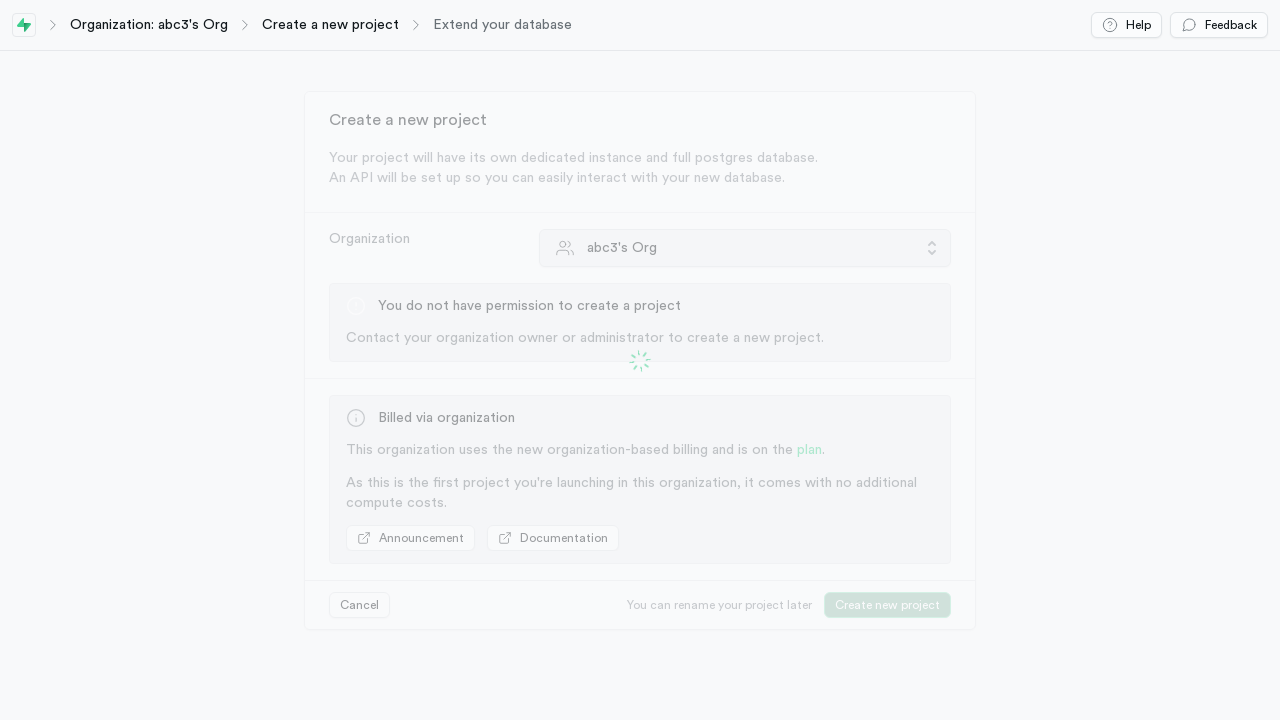 Organization: abc3's Org
Create a new project
Extend your database
Help
Feedback
Create a new project
Your project will have its own dedicated instance and full postgres database.
An API will be set up so you can easily interact with your new database.
Organization
abc3's Org
You do not have permission to create a project
Contact your organization owner or administrator to create a new project.
Billed via organization
This organization uses the new organization-based billing and is on the plan.
As this is the first project you're launching in this organization, it comes with no additional
compute costs.
Announcement
Documentation
Cancel
You can rename your project later
Create new project